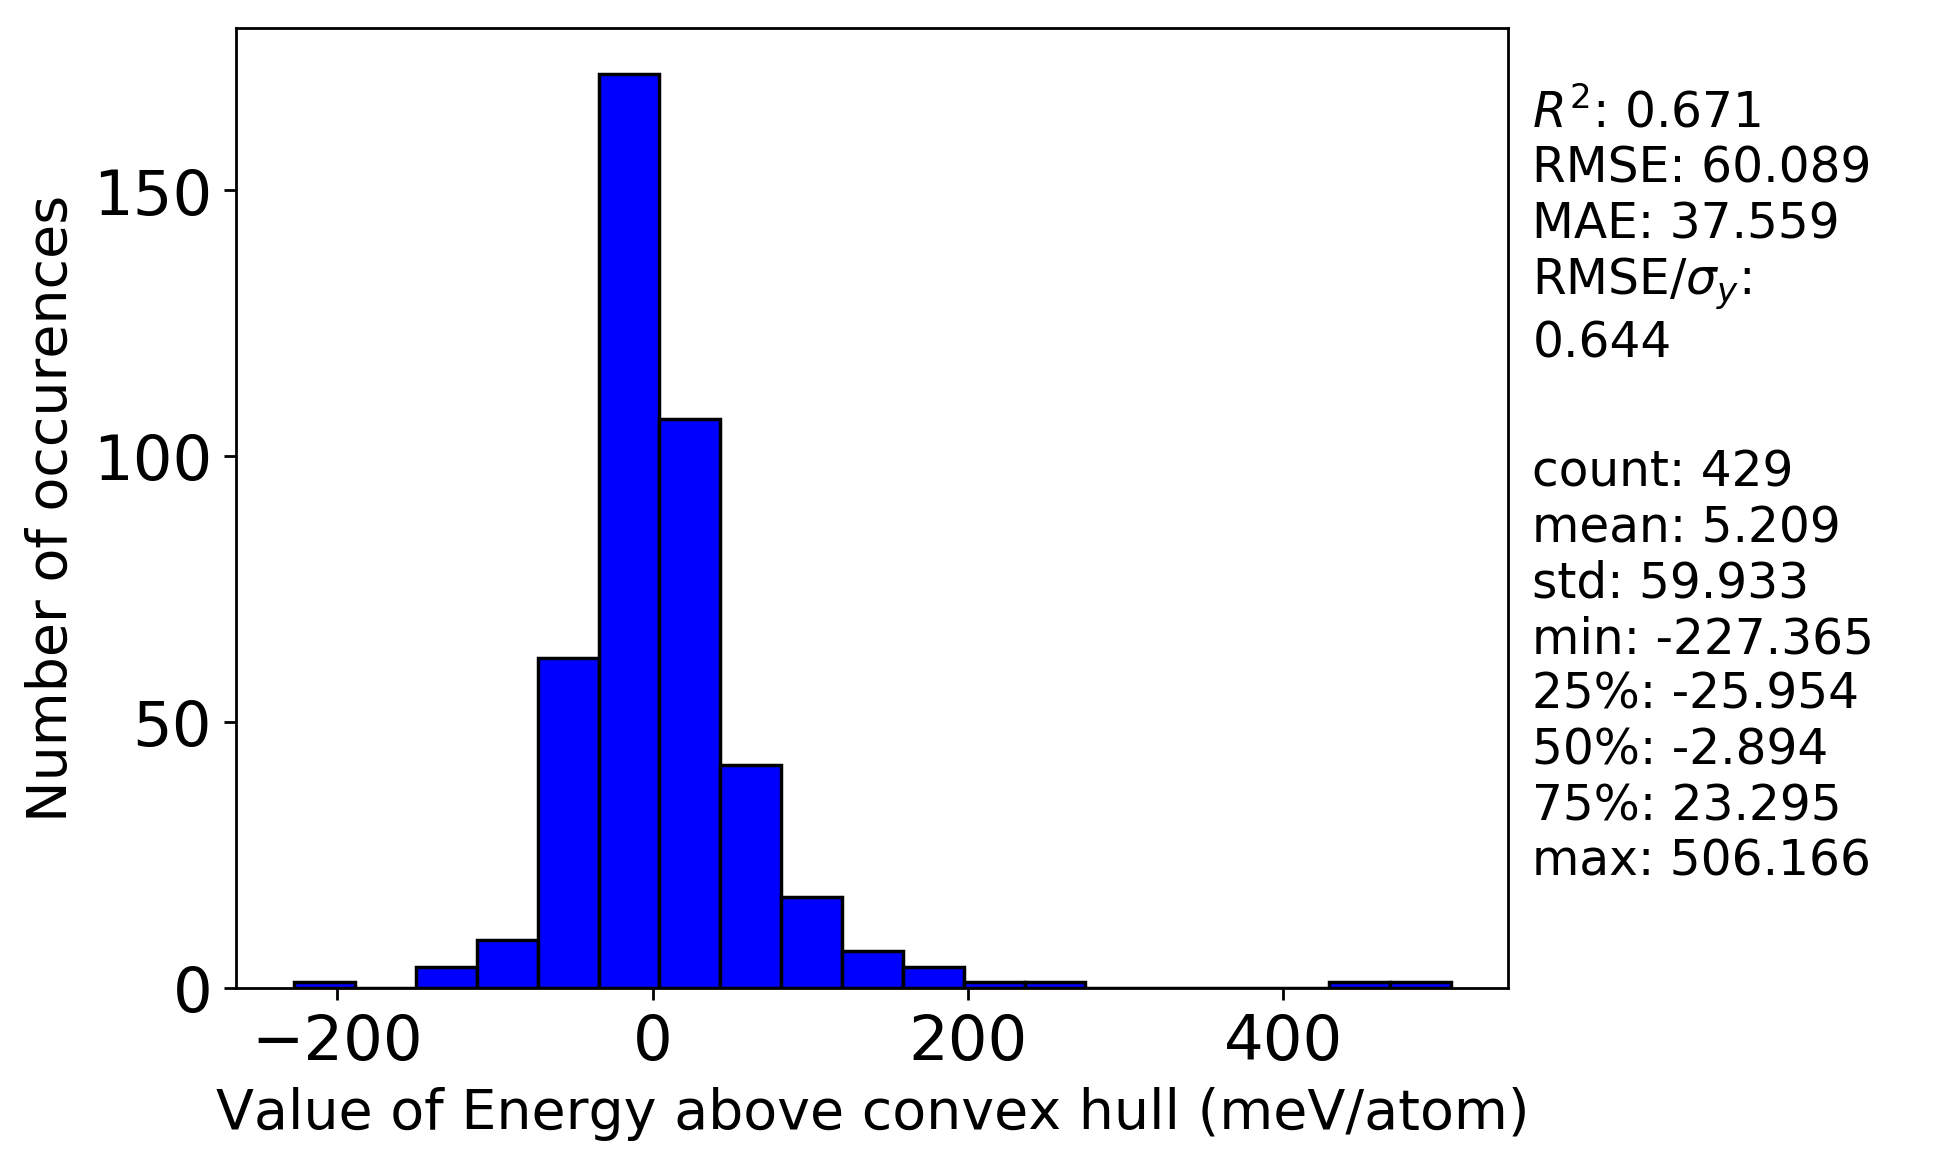 Number of occurences
150
100
50
0
−200
0
200
400
Value of Energy above convex hull (meV/atom)
R²: 0.671
RMSE: 60.089
MAE: 37.559
RMSE/σ_y:
0.644
count: 429
mean: 5.209
std: 59.933
min: -227.365
25%: -25.954
50%: -2.894
75%: 23.295
max: 506.166